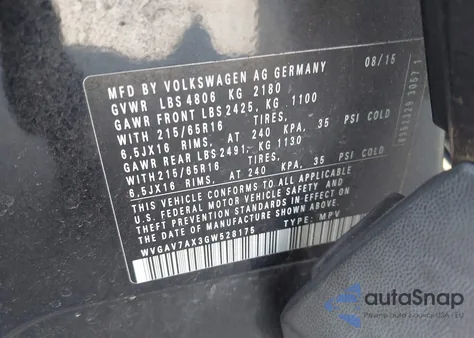 MFD BY VOLKSWAGEN AG GERMANY 08/15
GVWR LBS 4806 KG 2180
GAWR FRONT LBS 2425, KG 1100
WITH 215/65R16 TIRES,
6,5JX16 RIMS, AT 240 KPA, 35 PSI COLD
GAWR REAR LBS 2491, KG 1130
WITH 215/65R16 TIRES,
6,5JX16 RIMS, AT 240 KPA, 35 PSI COLD
THIS VEHICLE CONFORMS TO ALL APPLICABLE
U.S. FEDERAL MOTOR VEHICLE SAFETY AND
THEFT PREVENTION STANDARDS IN EFFECT ON
THE DATE OF MANUFACTURE SHOWN ABOVE.
WVGAV7AX3GW528175 TYPE: MPV
autoSnap